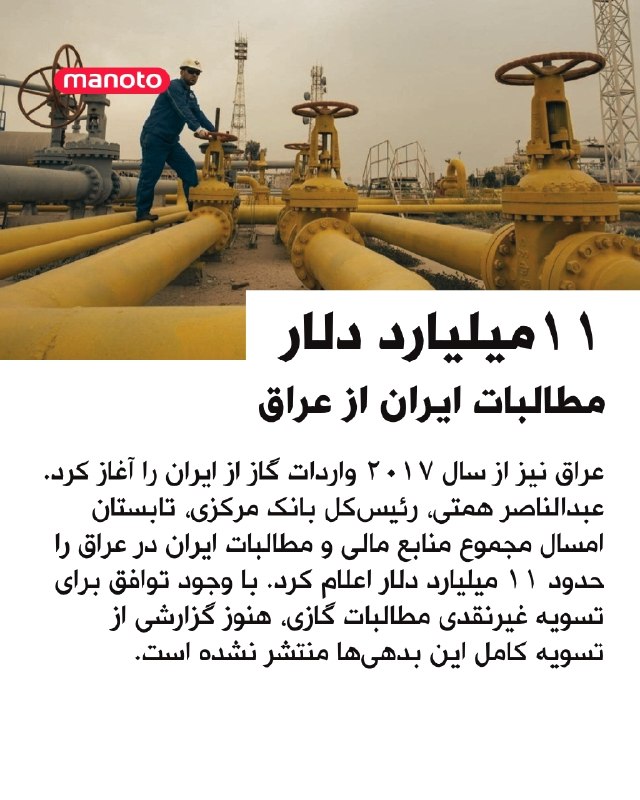 manoto
۱۱میلیارد دلار
مطالبات ایران از عراق
عراق نیز از سال ۲۰۱۷ واردات گاز از ایران را آغاز کرد.
عبدالناصر همتی، رئیس‌کل بانک مرکزی، تابستان
امسال مجموع منابع مالی و مطالبات ایران در عراق را
حدود ۱۱ میلیارد دلار اعلام کرد. با وجود توافق برای
تسویه غیرنقدی مطالبات گازی، هنوز گزارشی از
تسویه کامل این بدهی‌ها منتشر نشده است.